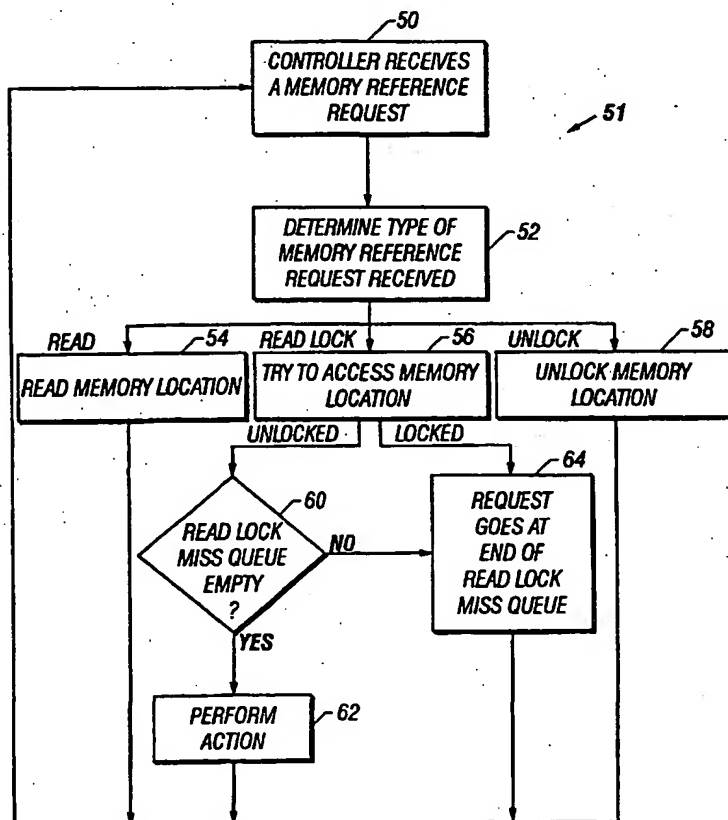 50
CONTROLLER RECEIVES
A MEMORY REFERENCE
REQUEST
51
DETERMINE TYPE OF
MEMORY REFERENCE
REQUEST RECEIVED
52
READ
54
READ MEMORY LOCATION
READ LOCK
56
TRY TO ACCESS MEMORY
LOCATION
UNLOCK
58
UNLOCK MEMORY
LOCATION
UNLOCKED
LOCKED
60
READ LOCK
MISS QUEUE
EMPTY
?
NO
YES
64
REQUEST
GOES AT
END OF
READ LOCK
MISS QUEUE
PERFORM
ACTION
62